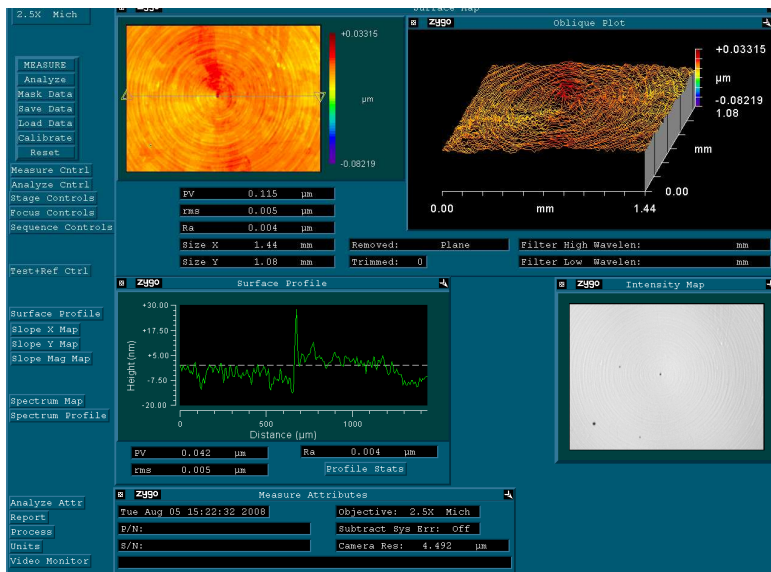 2.5X Mich
zygo
Surface Map
zygo
Oblique Plot
+0.03315
µm
-0.08219
+0.03315
µm
-0.08219
1.08
mm
0.00
0.00
mm
1.44
MEASURE
Analyze
Mask Data
Save Data
Load Data
Calibrate
Reset
Measure Cntrl
Analyze Cntrl
Stage Controls
Focus Controls
Sequence Controls
PV 0.115 µm
rms 0.005 µm
Ra 0.004 µm
Size X 1.44 mm
Size Y 1.08 mm
Removed: Plane
Trimmed: 0
Filter High Wavelen: mm
Filter Low Wavelen: mm
Test+Ref Ctrl
Surface Profile
Slope X Map
Slope Y Map
Slope Mag Map
Spectrum Map
Spectrum Profile
zygo
Surface Profile
+30.00
+17.50
+5.00
-7.50
-20.00
Height (nm)
0
500
1000
Distance (µm)
PV 0.042 µm
rms 0.005 µm
Ra 0.004 µm
Profile Stats
zygo
Intensity Map
Analyze Attr
Report
Process
Units
Video Monitor
zygo
Measure Attributes
Tue Aug 05 15:22:32 2008
P/N:
S/N:
Objective: 2.5X Mich
Subtract Sys Err: Off
Camera Res: 4.492 µm